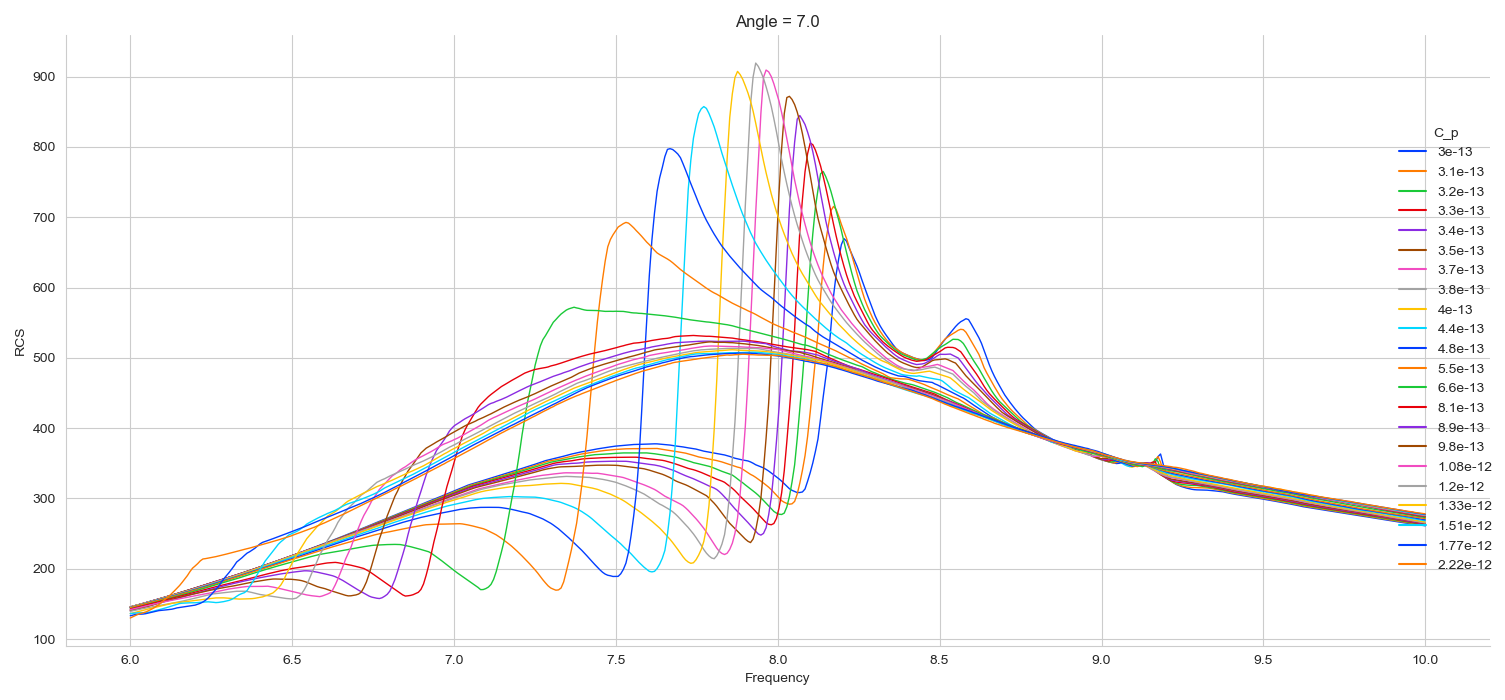 Angle = 7.0
900
800
700
600
500
400
300
200
100
RCS
6.0 6.5 7.0 7.5 8.0 8.5 9.0 9.5 10.0
Frequency
C_p
3e-13
3.1e-13
3.2e-13
3.3e-13
3.4e-13
3.5e-13
3.7e-13
3.8e-13
4e-13
4.4e-13
4.8e-13
5.5e-13
6.6e-13
8.1e-13
8.9e-13
9.8e-13
1.08e-12
1.2e-12
1.33e-12
1.51e-12
1.77e-12
2.22e-12